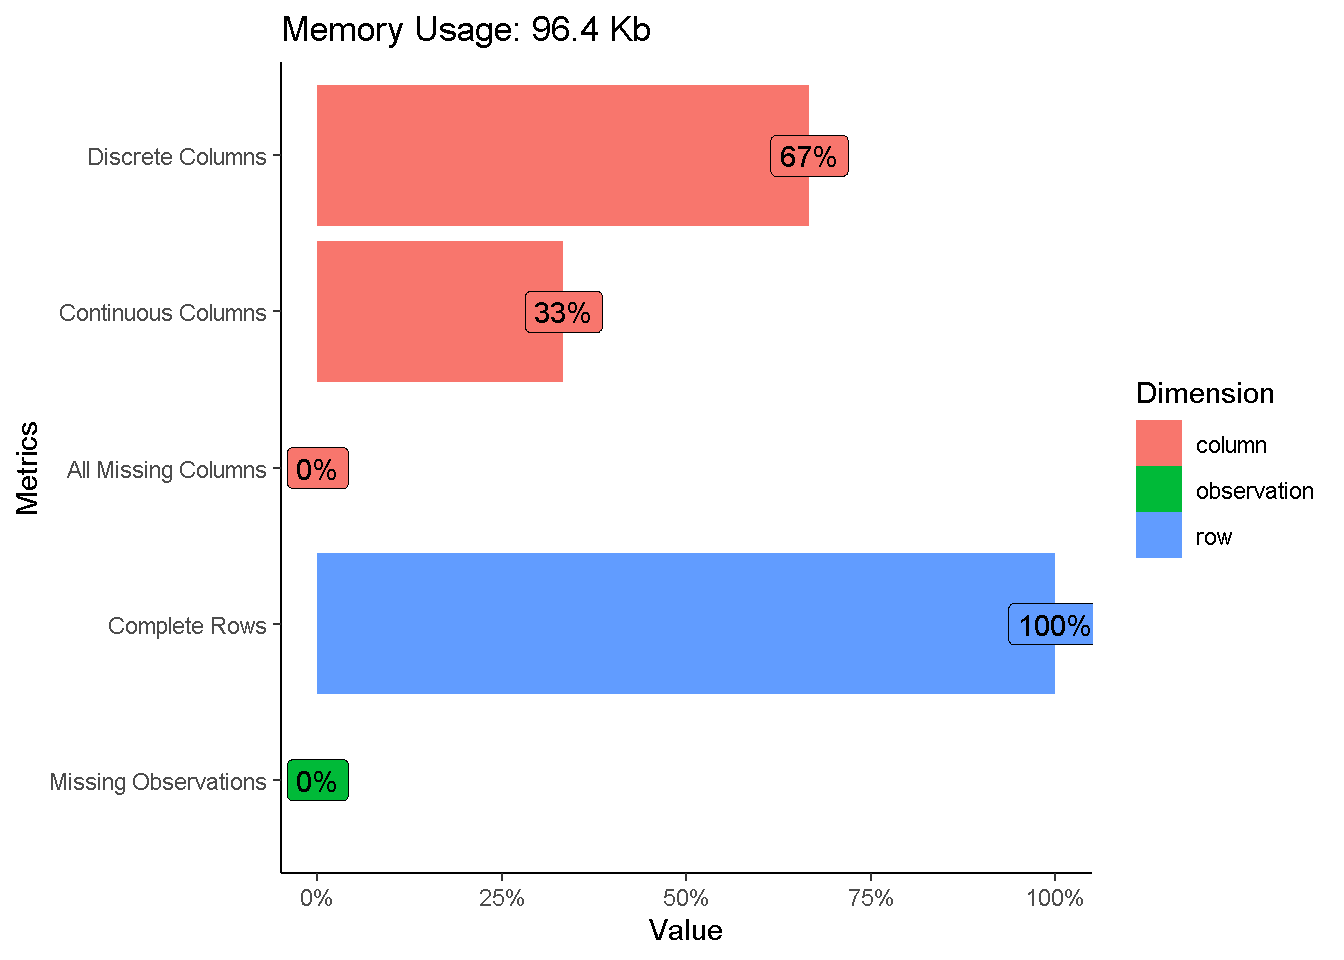 Memory Usage: 96.4 Kb
Discrete Columns
67%
Continuous Columns
33%
All Missing Columns
0%
Complete Rows
100%
Missing Observations
0%
Metrics
0%
25%
50%
75%
100%
Value
Dimension
column
observation
row